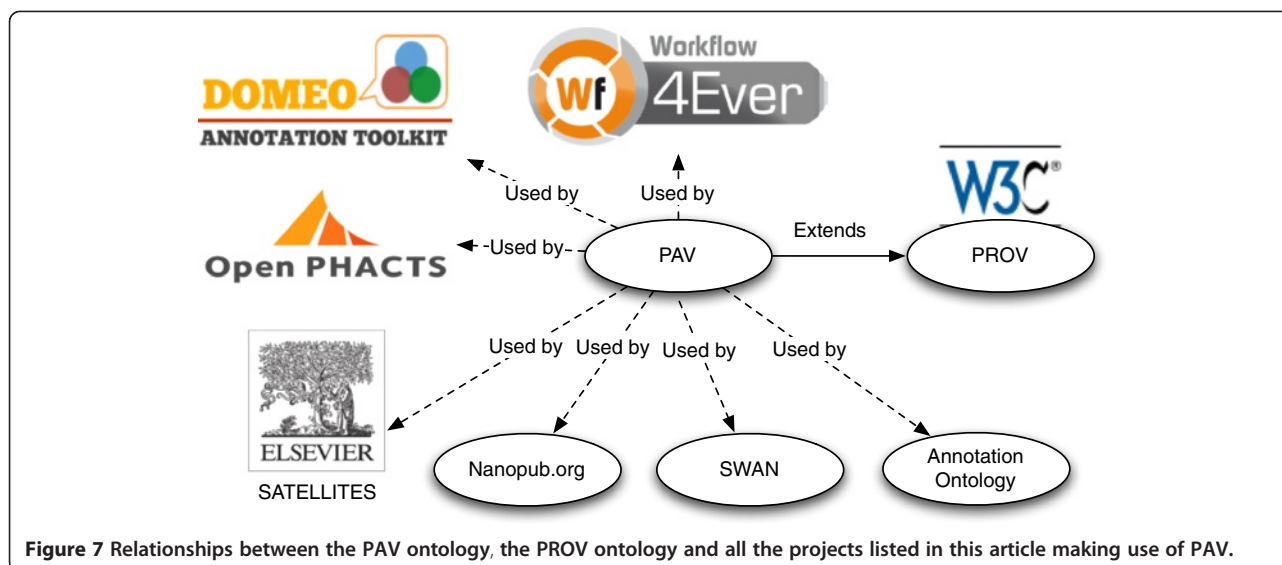 Workflow
Wf
4Ever
DOMEO
ANNOTATION TOOLKIT
W3C®
Used by
Used by
Extends
Open PHACTS
Used by
PAV
PROV
Used by
Used by
Used by
Used by
ELSEVIER
SATELLITES
Nanopub.org
SWAN
Annotation
Ontology
Figure 7 Relationships between the PAV ontology, the PROV ontology and all the projects listed in this article making use of PAV.